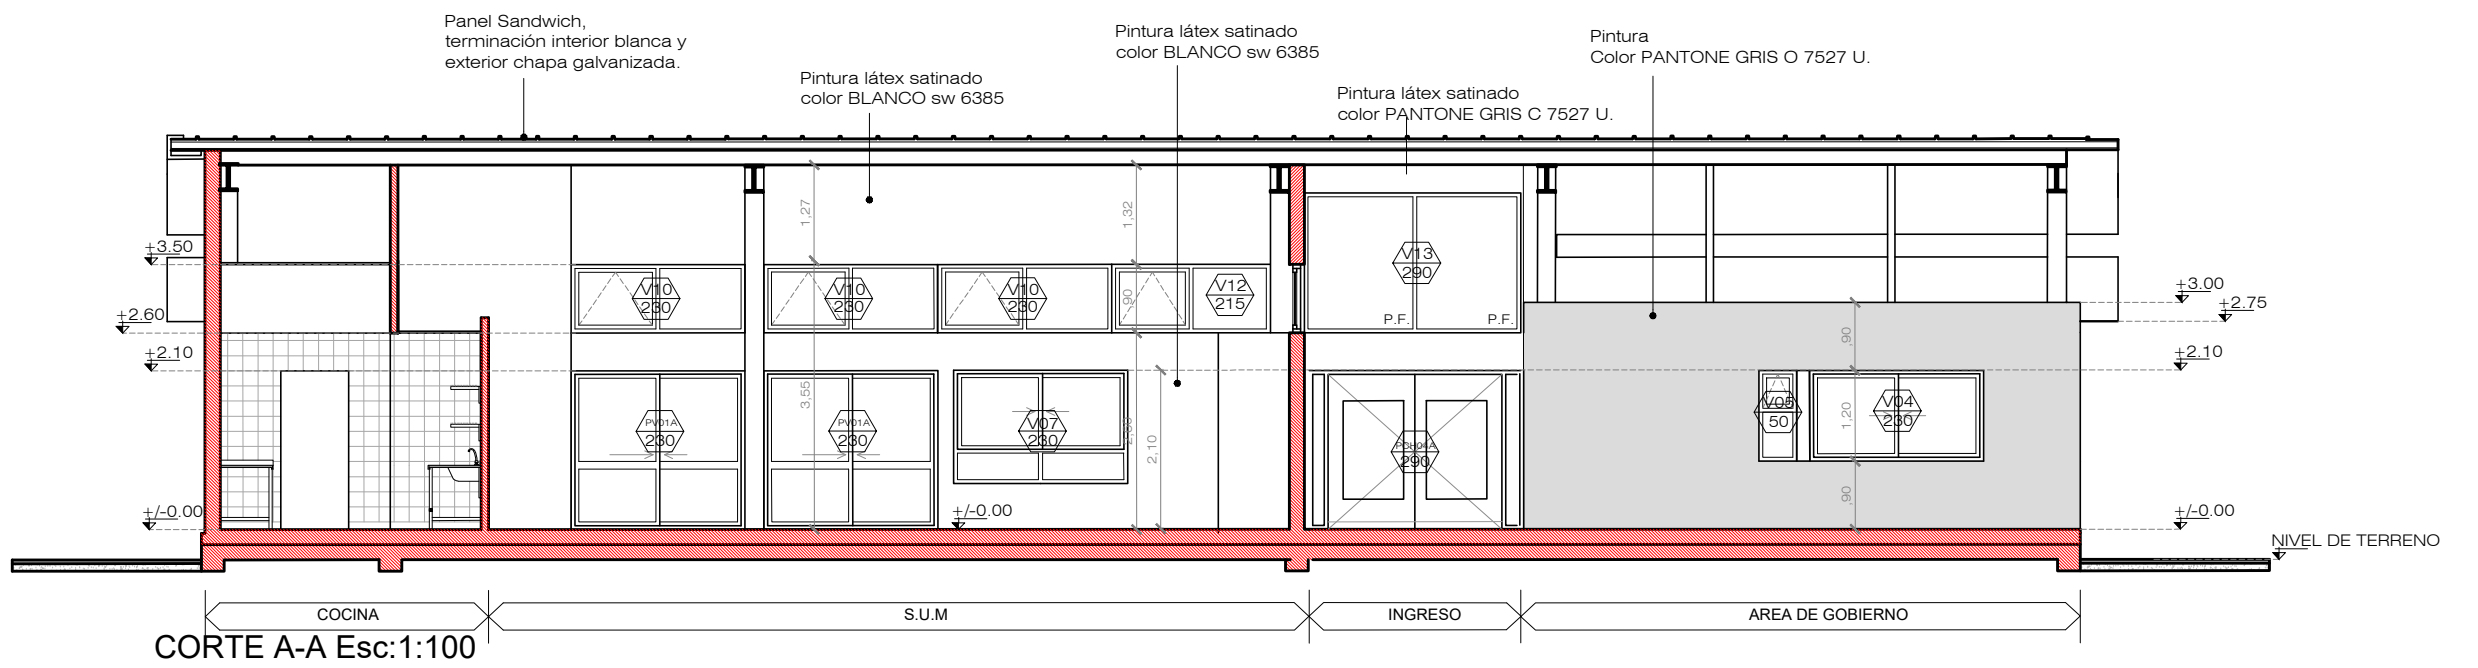 Panel Sandwich,
terminación interior blanca y
exterior chapa galvanizada.
Pintura látex satinado
color BLANCO sw 6385
Pintura látex satinado
color BLANCO sw 6385
Pintura látex satinado
color PANTONE GRIS C 7527 U.
Pintura
Color PANTONE GRIS O 7527 U.
+3.50
+2.60
+2.10
+/-0.00
1,27
3,55
1,32
,90
2,10
V10
230
V10
230
V10
230
V12
215
V13
290
P.F.
P.F.
PV01A
230
PV01A
230
V07
230
+/-0.00
290
V05
50
V04
230
,90
1,20
,90
+3.00
+2.75
+2.10
+/-0.00
NIVEL DE TERRENO
COCINA
S.U.M
INGRESO
AREA DE GOBIERNO
CORTE A-A Esc:1:100